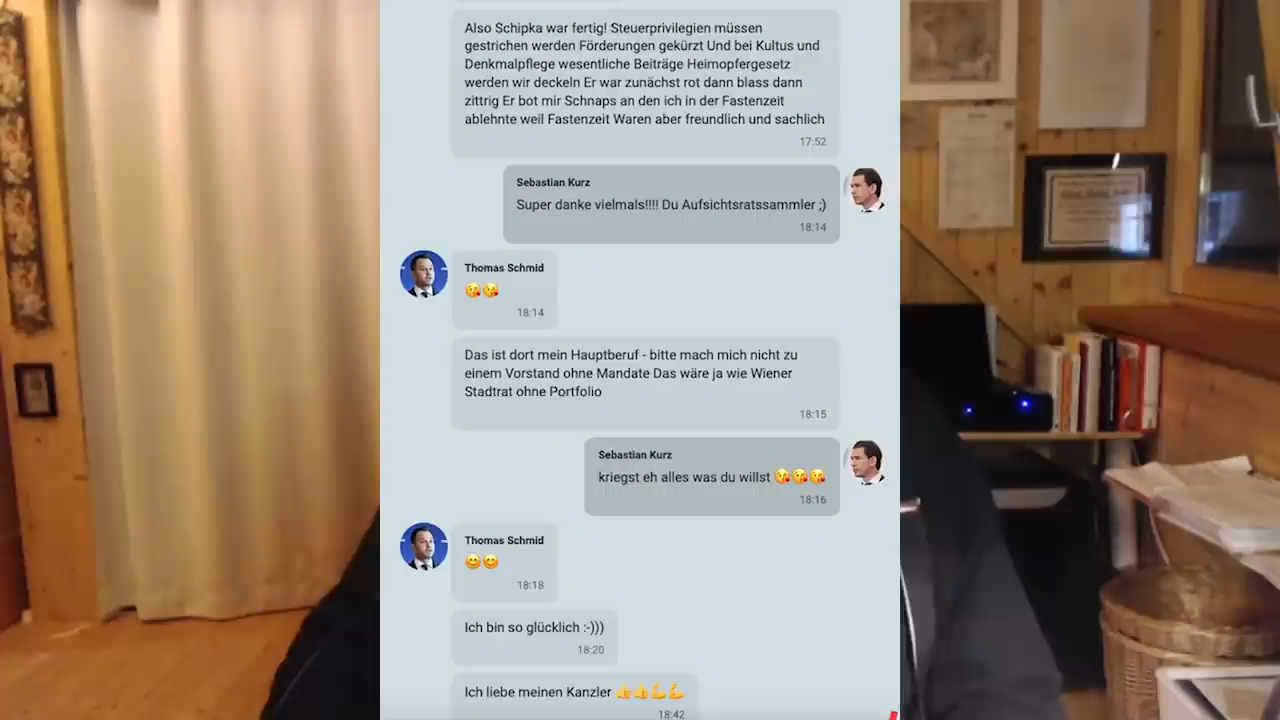 Also Schipka war fertig! Steuerprivilegien müssen
gestrichen werden Förderungen gekürzt Und bei Kultus und
Denkmalpflege wesentliche Beiträge Heimopfergesetz
werden wir deckeln Er war zunächst rot dann blass dann
zittrig Er bot mir Schnaps an den ich in der Fastenzeit
ablehnte weil Fastenzeit Waren aber freundlich und sachlich
17:52
Sebastian Kurz
Super danke vielmals!!!! Du Aufsichtsratssammler ;)
18:14
Thomas Schmid
😘😘
18:14
Das ist dort mein Hauptberuf - bitte mach mich nicht zu
einem Vorstand ohne Mandate Das wäre ja wie Wiener
Stadtrat ohne Portfolio
18:15
Sebastian Kurz
kriegst eh alles was du willst 😘😘😘
18:16
Thomas Schmid
😊😊
18:18
Ich bin so glücklich :-)))
18:20
Ich liebe meinen Kanzler 👍👍💪💪
18:42